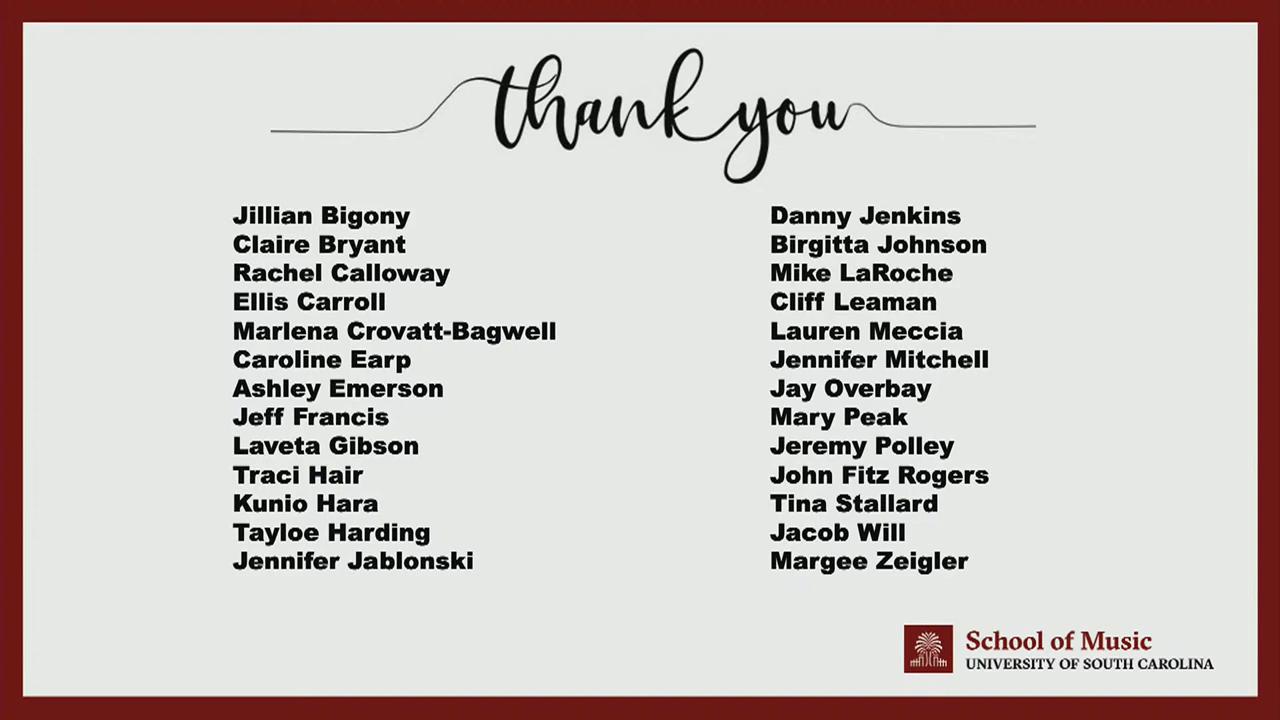 thank you
Jillian Bigony
Claire Bryant
Rachel Calloway
Ellis Carroll
Marlena Crovatt-Bagwell
Caroline Earp
Ashley Emerson
Jeff Francis
Laveta Gibson
Traci Hair
Kunio Hara
Tayloe Harding
Jennifer Jablonski
Danny Jenkins
Birgitta Johnson
Mike LaRoche
Cliff Leaman
Lauren Meccia
Jennifer Mitchell
Jay Overbay
Mary Peak
Jeremy Polley
John Fitz Rogers
Tina Stallard
Jacob Will
Margee Zeigler
School of Music
UNIVERSITY OF SOUTH CAROLINA